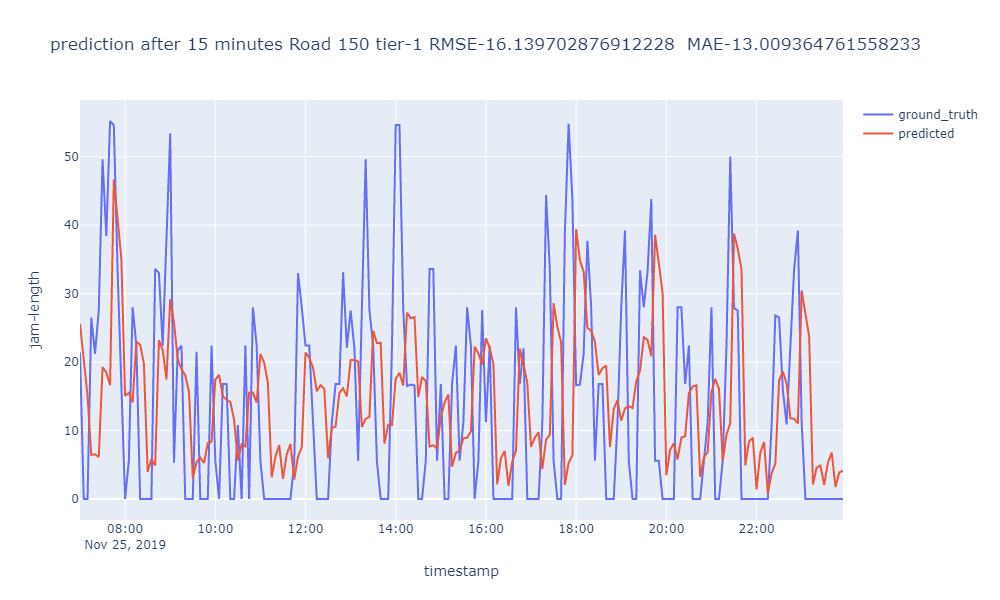 prediction after 15 minutes Road 150 tier-1 RMSE-16.139702876912228  MAE-13.009364761558233
ground_truth
predicted
50
40
30
20
10
0
jam-length
08:00 10:00 12:00 14:00 16:00 18:00 20:00 22:00
Nov 25, 2019
timestamp